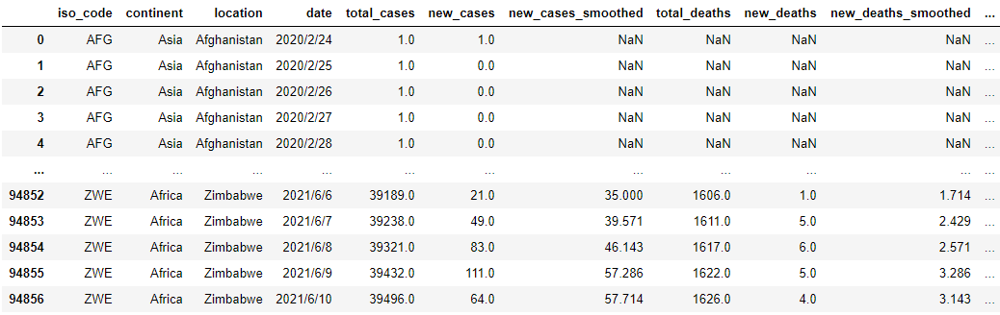 iso_code continent location date total_cases new_cases new_cases_smoothed total_deaths new_deaths new_deaths_smoothed ...
0 AFG Asia Afghanistan 2020/2/24 1.0 1.0 NaN NaN NaN NaN ...
1 AFG Asia Afghanistan 2020/2/25 1.0 0.0 NaN NaN NaN NaN ...
2 AFG Asia Afghanistan 2020/2/26 1.0 0.0 NaN NaN NaN NaN ...
3 AFG Asia Afghanistan 2020/2/27 1.0 0.0 NaN NaN NaN NaN ...
4 AFG Asia Afghanistan 2020/2/28 1.0 0.0 NaN NaN NaN NaN ...
... ... ... ... ... ... ... ... ... ... ... ...
94852 ZWE Africa Zimbabwe 2021/6/6 39189.0 21.0 35.000 1606.0 1.0 1.714 ...
94853 ZWE Africa Zimbabwe 2021/6/7 39238.0 49.0 39.571 1611.0 5.0 2.429 ...
94854 ZWE Africa Zimbabwe 2021/6/8 39321.0 83.0 46.143 1617.0 6.0 2.571 ...
94855 ZWE Africa Zimbabwe 2021/6/9 39432.0 111.0 57.286 1622.0 5.0 3.286 ...
94856 ZWE Africa Zimbabwe 2021/6/10 39496.0 64.0 57.714 1626.0 4.0 3.143 ...